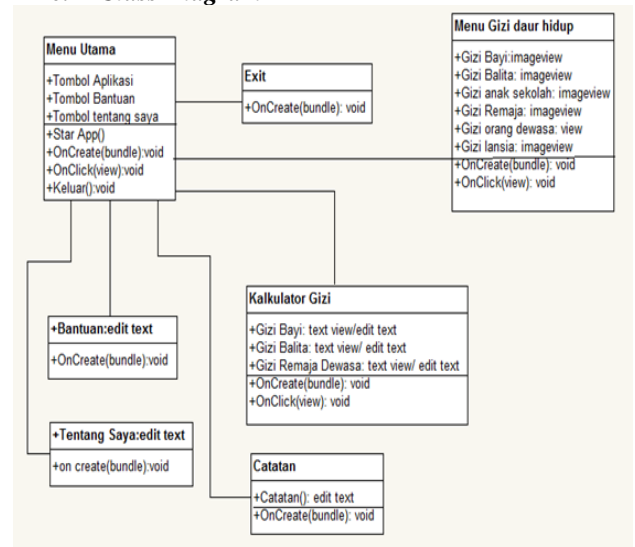 Menu Utama
+Tombol Aplikasi
+Tombol Bantuan
+Tombol tentang saya
+Star App()
+OnCreate(bundle):void
+OnClick(view):void
+Keluar():void
Exit
+OnCreate(bundle): void
Menu Gizi daur hidup
+Gizi Bayi:imageview
+Gizi Balita: imageview
+Gizi anak sekolah: imageview
+Gizi Remaja: imageview
+Gizi orang dewasa: view
+Gizi lansia: imageview
+OnCreate(bundle): void
+OnClick(view): void
+Bantuan:edit text
+OnCreate(bundle):void
Kalkulator Gizi
+Gizi Bayi: text view/edit text
+Gizi Balita: text view/ edit text
+Gizi Remaja Dewasa: text view/ edit text
+OnCreate(bundle): void
+OnClick(view): void
+Tentang Saya:edit text
+on create(bundle):void
Catatan
+Catatan(): edit text
+OnCreate(bundle): void